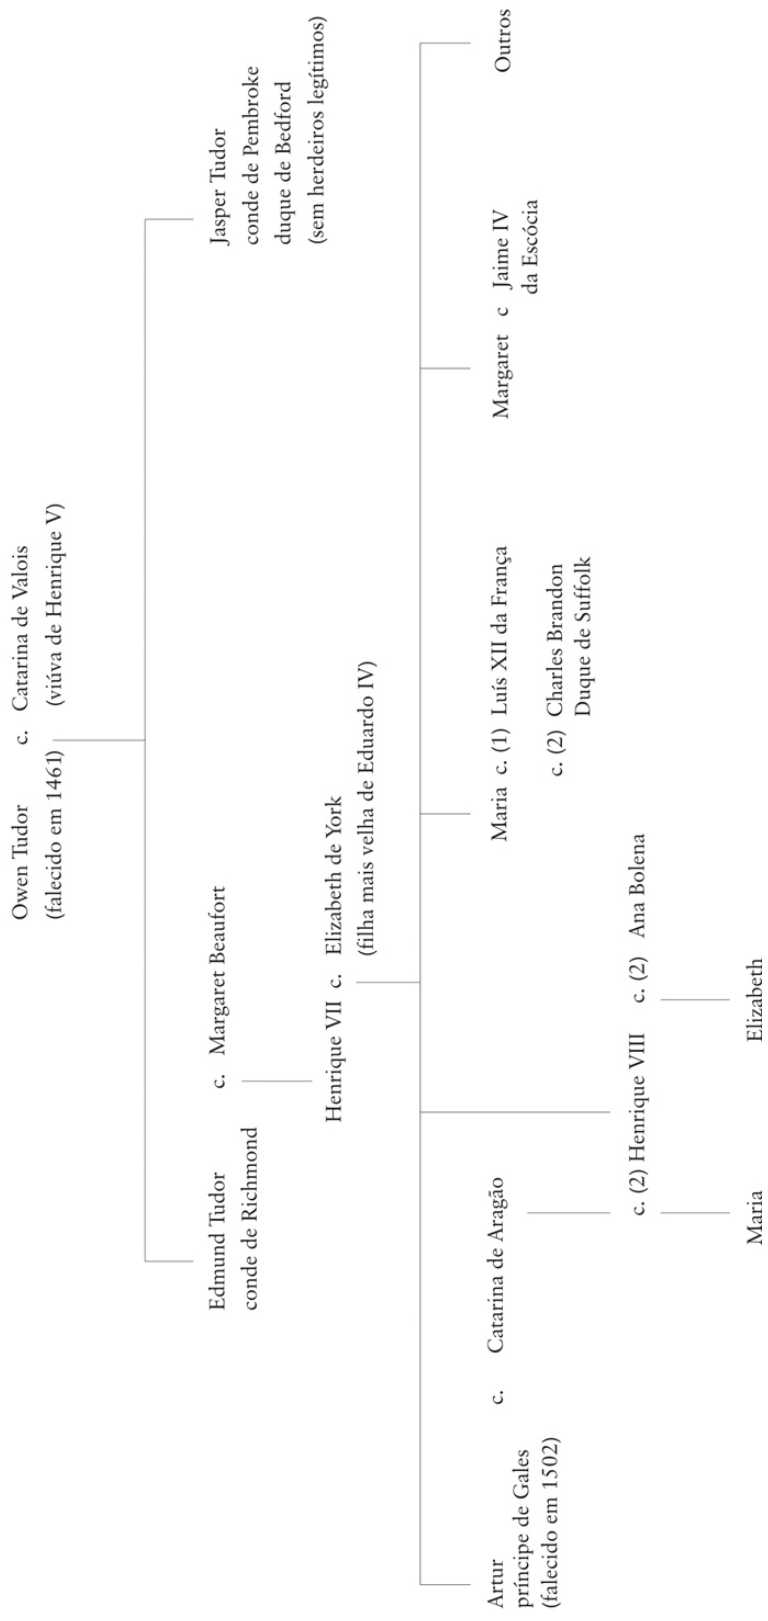 Owen Tudor c. Catarina de Valois
(falecido em 1461) (viúva de Henrique V)
Edmund Tudor c. Margaret Beaufort Jasper Tudor
conde de Richmond conde de Pembroke
duque de Bedford
(sem herdeiros legítimos)
Henrique VII c. Elizabeth de York
(filha mais velha de Eduardo IV)
Artur c. Catarina de Aragão Maria c. (1) Luís XII da França Margaret c Jaime IV Outros
príncipe de Gales da Escócia
(falecido em 1502) c. (2) Charles Brandon
Duque de Suffolk
c. (2) Henrique VIII c. (2) Ana Bolena
Maria Elizabeth